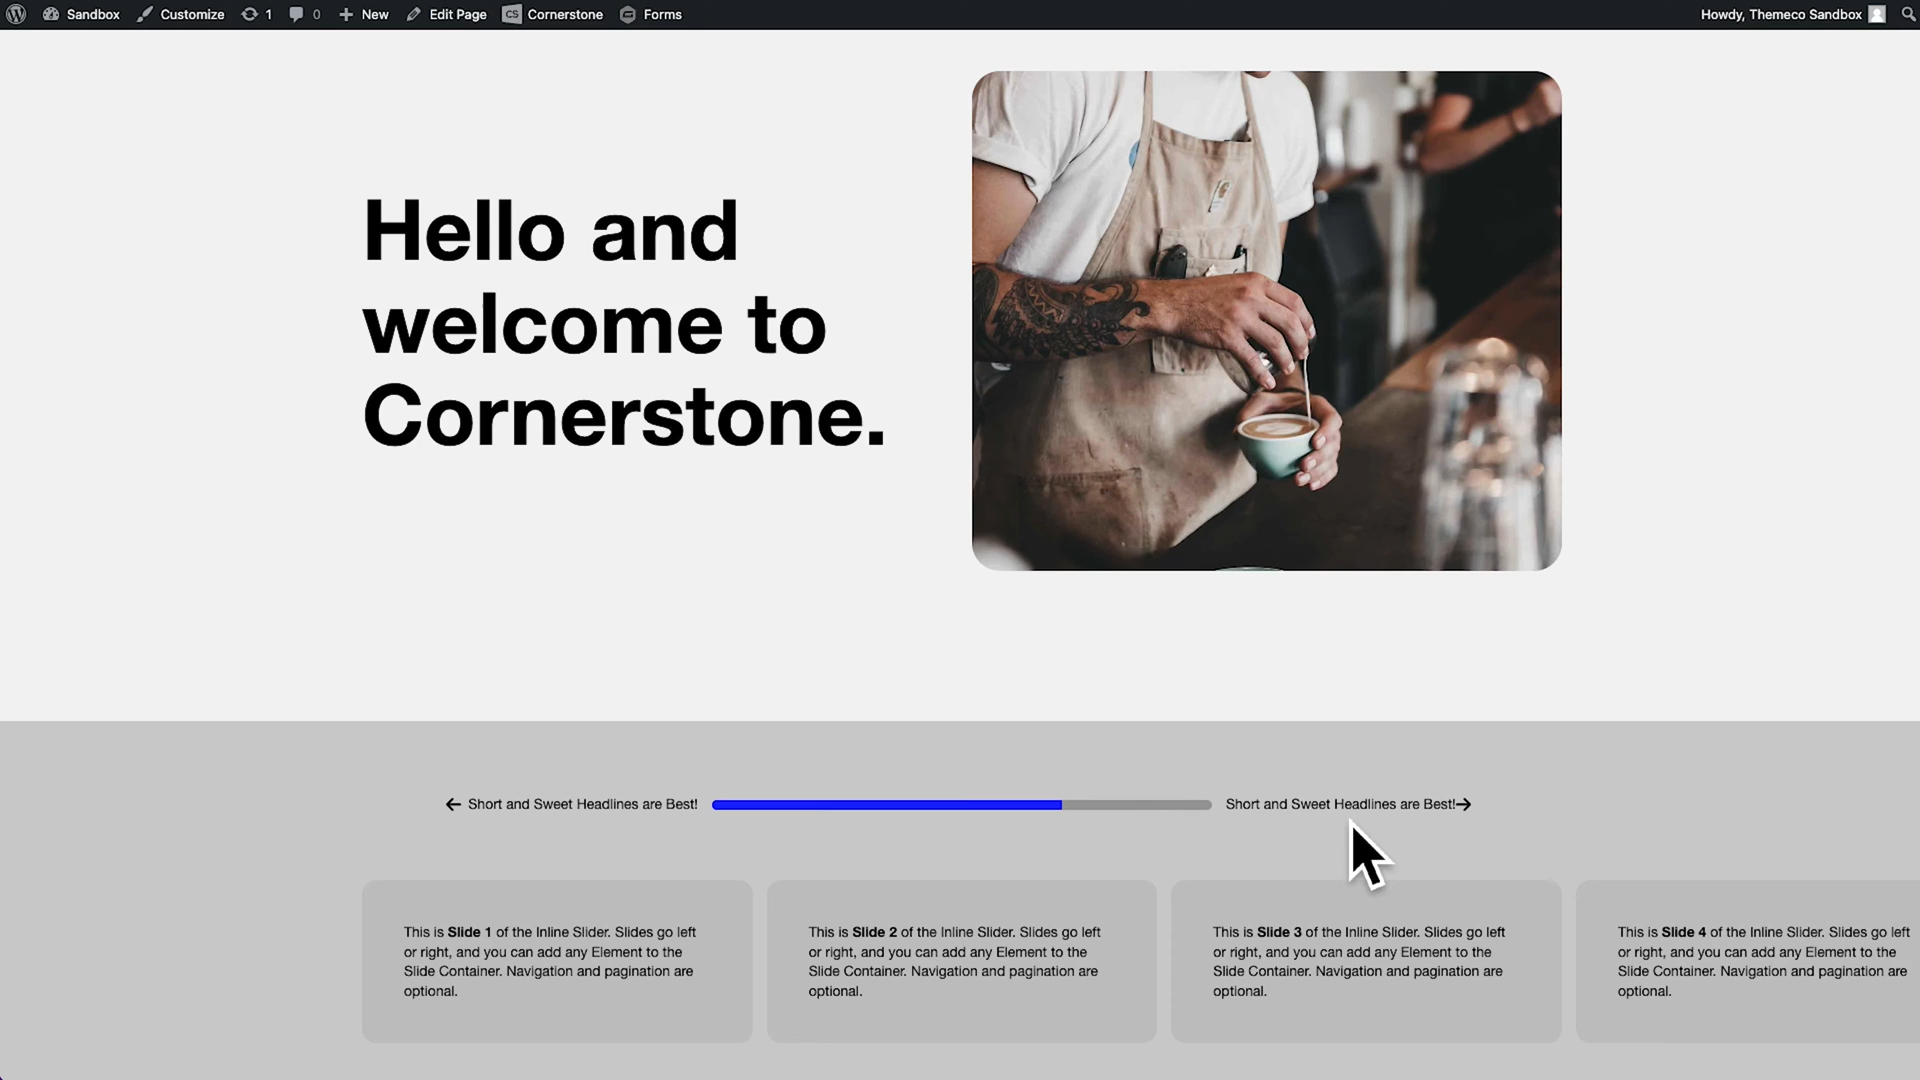 Sandbox Customize 1 0 New Edit Page CS Cornerstone Forms Howdy, Themeco Sandbox
Hello and
welcome to
Cornerstone.
← Short and Sweet Headlines are Best! Short and Sweet Headlines are Best!→
This is Slide 1 of the Inline Slider. Slides go left
or right, and you can add any Element to the
Slide Container. Navigation and pagination are
optional.
This is Slide 2 of the Inline Slider. Slides go left
or right, and you can add any Element to the
Slide Container. Navigation and pagination are
optional.
This is Slide 3 of the Inline Slider. Slides go left
or right, and you can add any Element to the
Slide Container. Navigation and pagination are
optional.
This is Slide 4 of the Inline Slider. Slides go left
or right, and you can add any Element to the
Slide Container. Navigation and pagination are
optional.